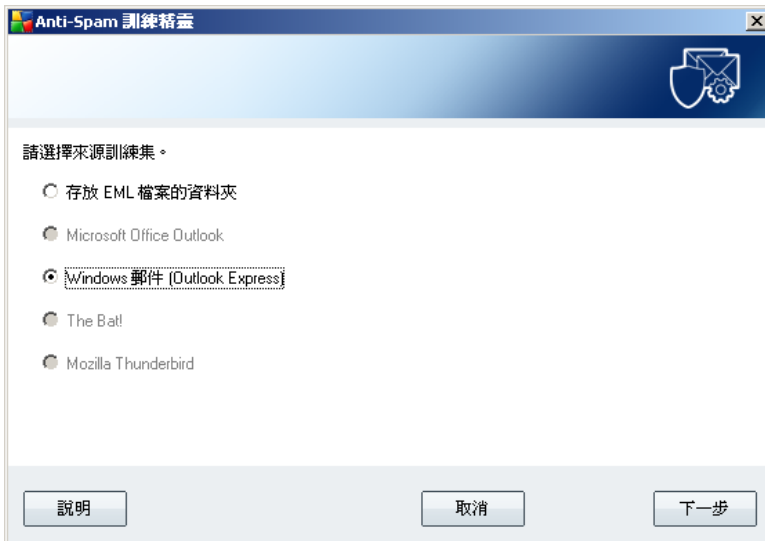 Anti-Spam 訓練精靈
請選擇來源訓練集。
存放 EML 檔案的資料夾
Microsoft Office Outlook
Windows 郵件 (Outlook Express)
The Bat!
Mozilla Thunderbird
說明
取消
下一步